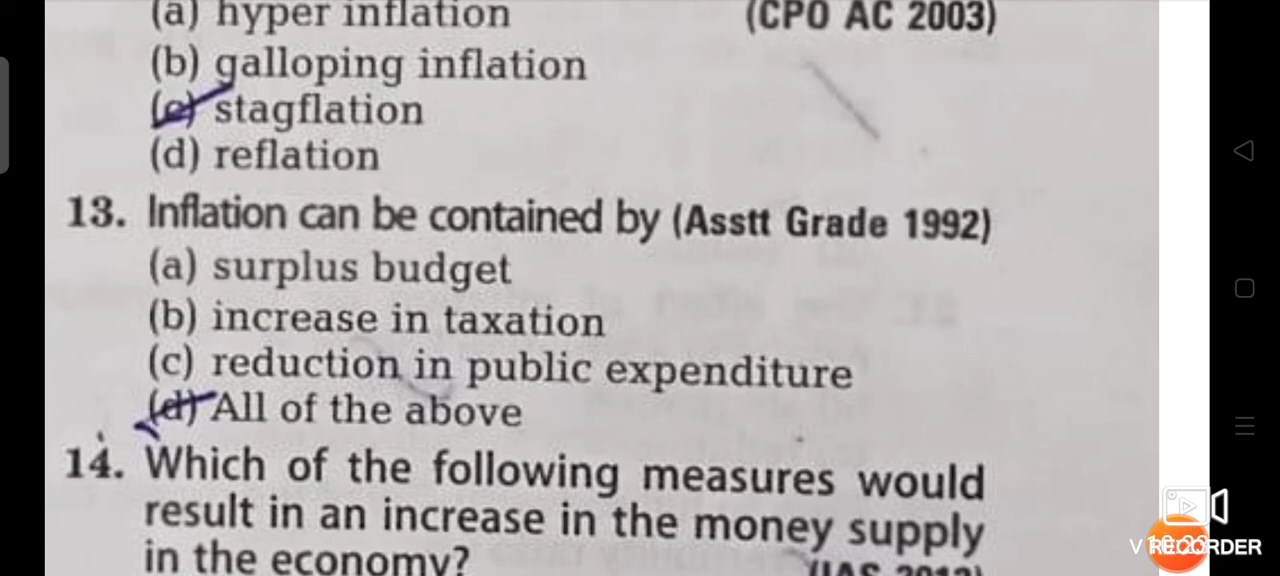 (a) hyper inflation (CPO AC 2003)
(b) galloping inflation
(c) stagflation
(d) reflation
13. Inflation can be contained by (Asstt Grade 1992)
(a) surplus budget
(b) increase in taxation
(c) reduction in public expenditure
(d) All of the above
14. Which of the following measures would
result in an increase in the money supply
in the economy? (IAS 2012)
V RECORDER